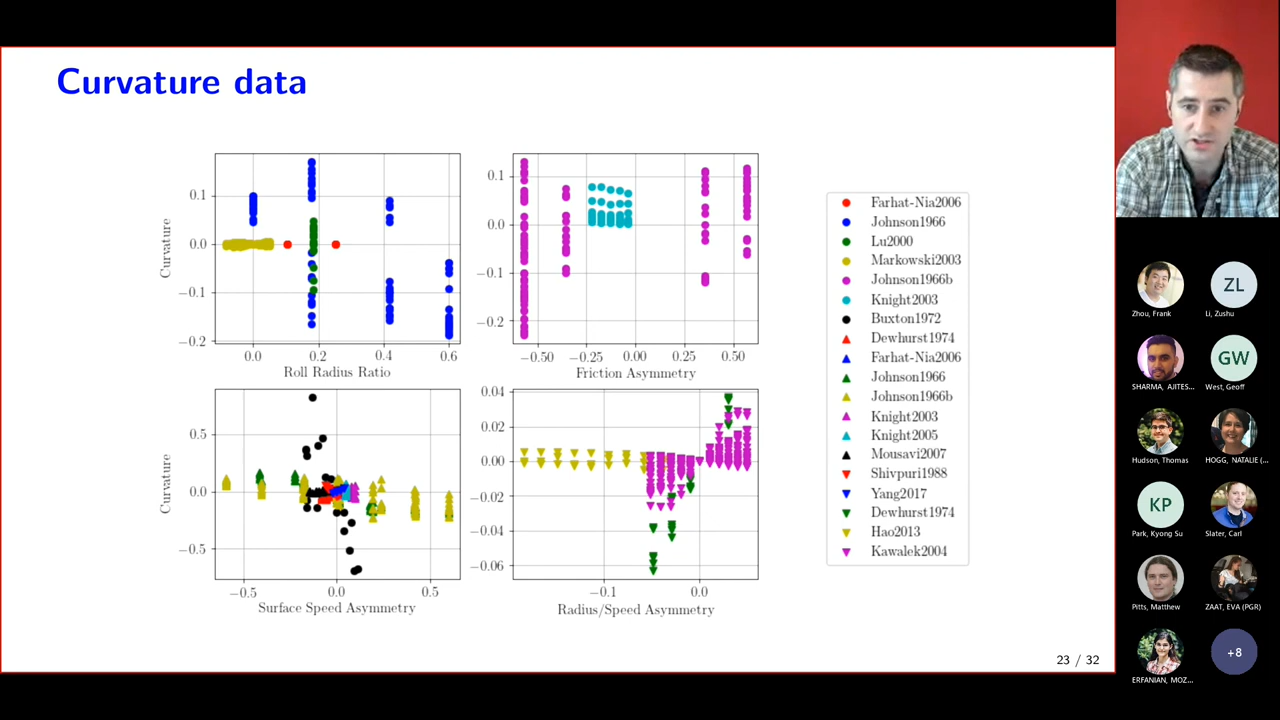 Curvature data
0.1
0.0
−0.1
−0.2
Curvature
0.0
0.2
0.4
0.6
Roll Radius Ratio
0.1
0.0
−0.1
−0.2
−0.50
−0.25
0.00
0.25
0.50
Friction Asymmetry
0.5
0.0
−0.5
Curvature
−0.5
0.0
0.5
Surface Speed Asymmetry
0.04
0.02
0.00
−0.02
−0.04
−0.06
−0.1
0.0
Radius/Speed Asymmetry
Farhat-Nia2006
Johnson1966
Lu2000
Markowski2003
Johnson1966b
Knight2003
Buxton1972
Dewhurst1974
Farhat-Nia2006
Johnson1966
Johnson1966b
Knight2003
Knight2005
Mousavi2007
Shivpuri1988
Yang2017
Dewhurst1974
Hao2013
Kawalek2004
23 / 32
Zhou, Frank
ZL
Li, Zushu
SHARMA, AJITES...
GW
West, Geoff
Hudson, Thomas
HOGG, NATALIE (...
KP
Park, Kyong Su
Slater, Carl
Pitts, Matthew
ZAAT, EVA (PGR)
ERFANIAN, MOZ...
+8